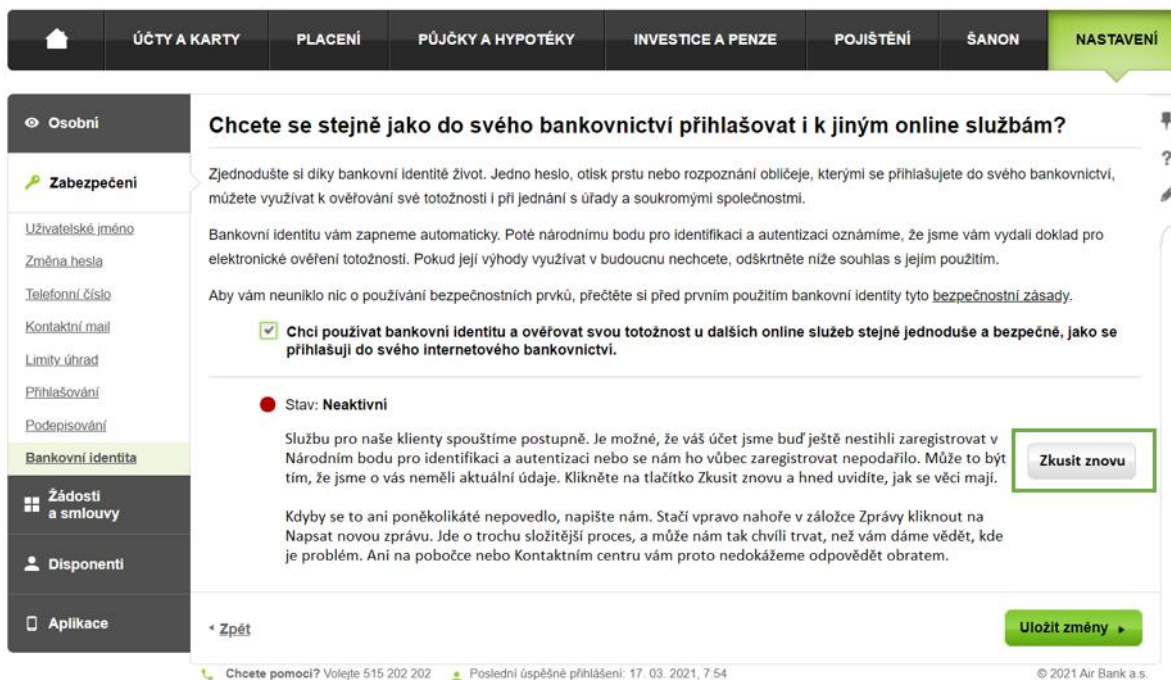 ÚČTY A KARTY PLACENÍ PŮJČKY A HYPOTÉKY INVESTICE A PENZE POJIŠTĚNÍ ŠANON NASTAVENÍ
Osobní
Zabezpečení
Uživatelské jméno
Změna hesla
Telefonní číslo
Kontaktní mail
Limity úhrad
Přihlašování
Podepisování
Bankovní identita
Žádosti
a smlouvy
Disponenti
Aplikace
Chcete se stejně jako do svého bankovnictví přihlašovat i k jiným online službám?
Zjednodušte si díky bankovní identitě život. Jedno heslo, otisk prstu nebo rozpoznání obličeje, kterými se přihlašujete do svého bankovnictví,
můžete využívat k ověřování své totožnosti i při jednání s úřady a soukromými společnostmi.
Bankovní identitu vám zapneme automaticky. Poté národnímu bodu pro identifikaci a autentizaci oznámíme, že jsme vám vydali doklad pro
elektronické ověření totožnosti. Pokud její výhody využívat v budoucnu nechcete, odškrtněte níže souhlas s jejím použitím.
Aby vám neuniklo nic o používání bezpečnostních prvků, přečtěte si před prvním použitím bankovní identity tyto bezpečnostní zásady.
Chci používat bankovní identitu a ověřovat svou totožnost u dalších online služeb stejně jednoduše a bezpečně, jako se
přihlašuji do svého internetového bankovnictví.
Stav: Neaktivní
Službu pro naše klienty spouštíme postupně. Je možné, že váš účet jsme buď ještě nestihli zaregistrovat v
Národním bodu pro identifikaci a autentizaci nebo se nám ho vůbec zaregistrovat nepodařilo. Může to být
tím, že jsme o vás neměli aktuální údaje. Klikněte na tlačítko Zkusit znovu a hned uvidíte, jak se věci mají.
Zkusit znovu
Kdyby se to ani poněkolikáté nepovedlo, napište nám. Stačí vpravo nahoře v záložce Zprávy kliknout na
Napsat novou zprávu. Jde o trochu složitější proces, a může nám tak chvíli trvat, než vám dáme vědět, kde
je problém. Ani na pobočce nebo Kontaktním centru vám proto nedokážeme odpovědět obratem.
Zpět
Uložit změny
Chcete pomoci? Volejte 515 202 202 Poslední úspěšné přihlášení: 17. 03. 2021, 7:54 © 2021 Air Bank a.s.